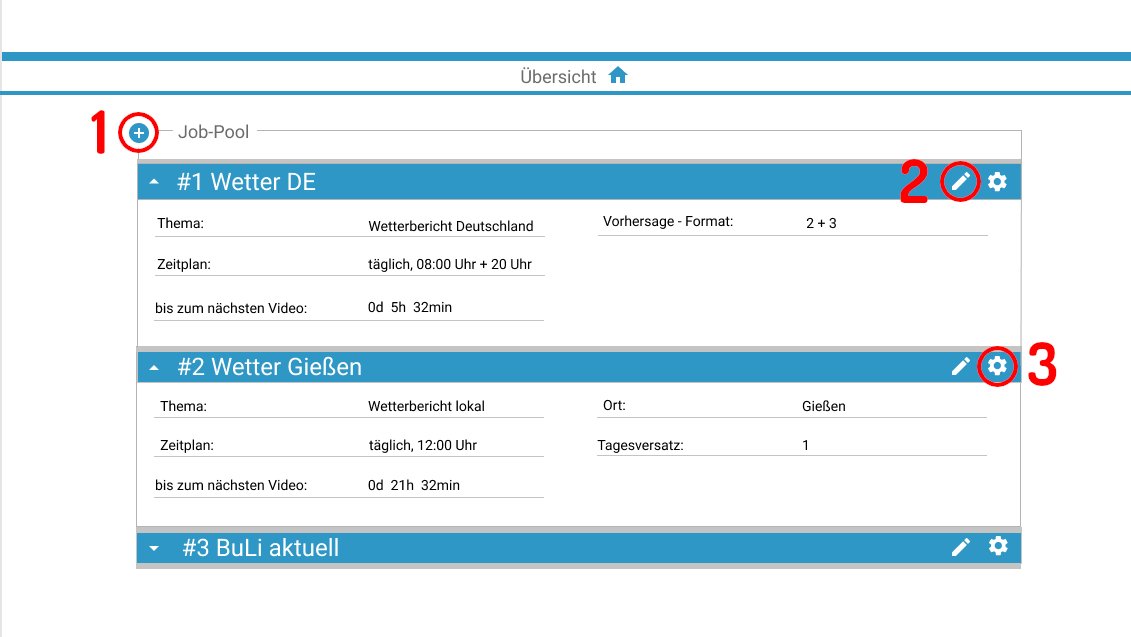 Übersicht
1 Job-Pool
#1 Wetter DE 2
Thema: Wetterbericht Deutschland Vorhersage - Format: 2 + 3
Zeitplan: täglich, 08:00 Uhr + 20 Uhr
bis zum nächsten Video: 0d 5h 32min
#2 Wetter Gießen 3
Thema: Wetterbericht lokal Ort: Gießen
Zeitplan: täglich, 12:00 Uhr Tagesversatz: 1
bis zum nächsten Video: 0d 21h 32min
#3 BuLi aktuell